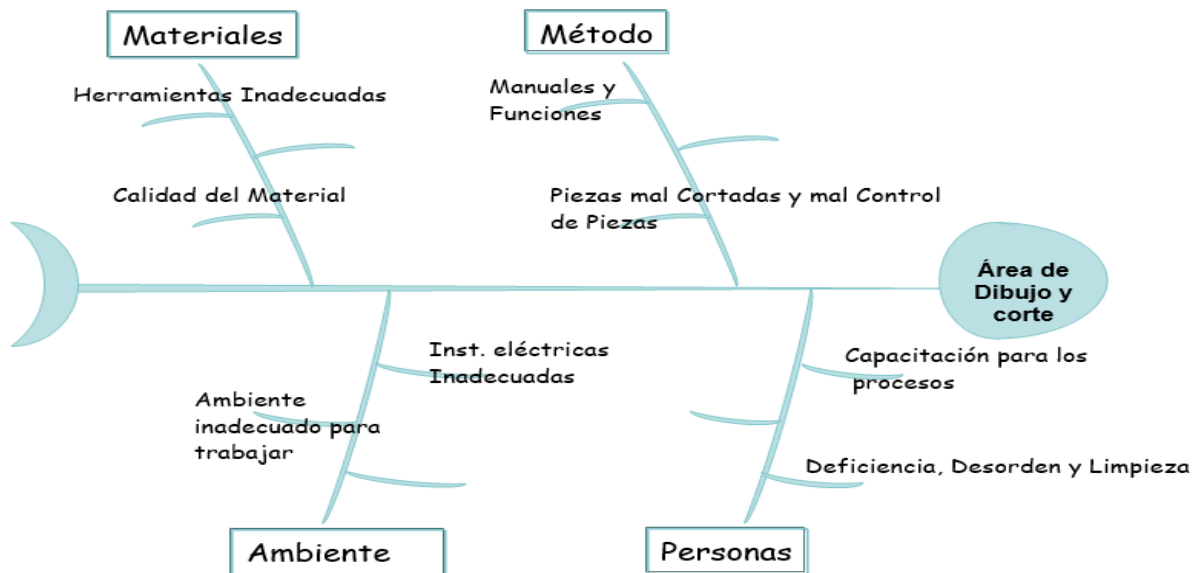 Materiales
Método
Herramientas Inadecuadas
Manuales y
Funciones
Calidad del Material
Piezas mal Cortadas y mal Control
de Piezas
Área de
Dibujo y
corte
Inst. eléctricas
Inadecuadas
Capacitación para los
procesos
Ambiente
inadecuado para
trabajar
Deficiencia, Desorden y Limpieza
Ambiente
Personas